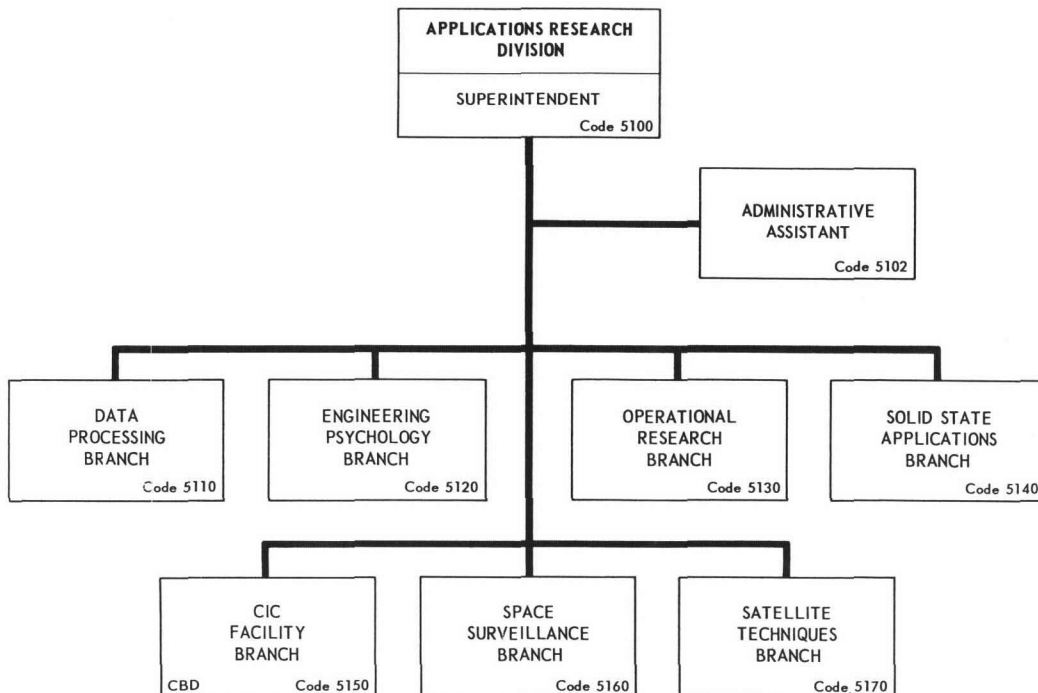 APPLICATIONS RESEARCH
DIVISION
SUPERINTENDENT
Code 5100
ADMINISTRATIVE
ASSISTANT
Code 5102
DATA
PROCESSING
BRANCH
Code 5110
ENGINEERING
PSYCHOLOGY
BRANCH
Code 5120
OPERATIONAL
RESEARCH
BRANCH
Code 5130
SOLID STATE
APPLICATIONS
BRANCH
Code 5140
CIC
FACILITY
BRANCH
CBD Code 5150
SPACE
SURVEILLANCE
BRANCH
Code 5160
SATELLITE
TECHNIQUES
BRANCH
Code 5170